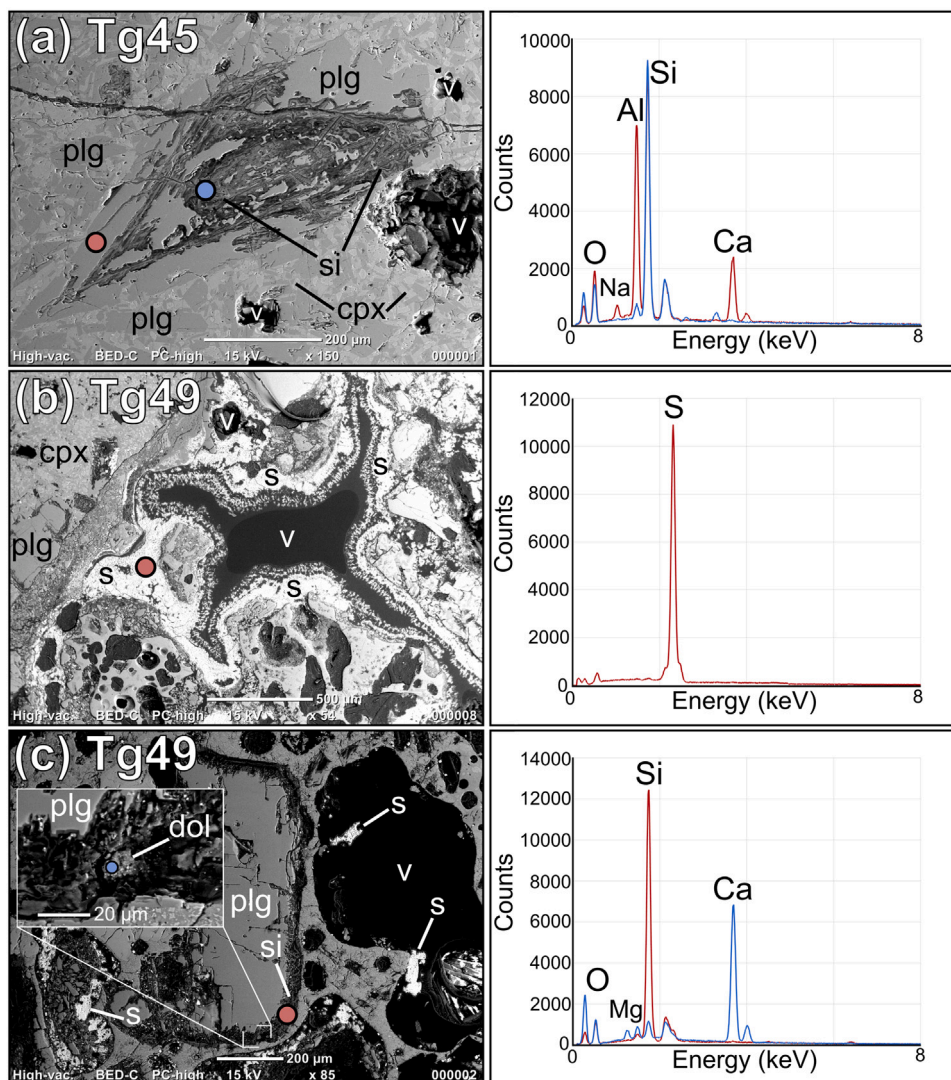 (a) Tg45
plg
v
plg
v
si
cpx
plg
v
200 µm
High-vac. BED-C PC-high 15 kV x 150 000001
10000
8000
6000
4000
2000
0
Counts
Si
Al
O
Na
Ca
0
8
Energy (keV)
(b) Tg49
v
cpx
s
s
v
plg
s
s
500 µm
High-vac. BED-C PC-high 15 kV x 54 000008
12000
10000
8000
6000
4000
2000
0
Counts
S
0
8
Energy (keV)
(c) Tg49
plg
dol
20 µm
s
v
plg
s
si
s
200 µm
High-vac. BED-C PC-high 15 kV x 85 000002
14000
12000
10000
8000
6000
4000
2000
0
Counts
Si
Ca
O
Mg
0
8
Energy (keV)